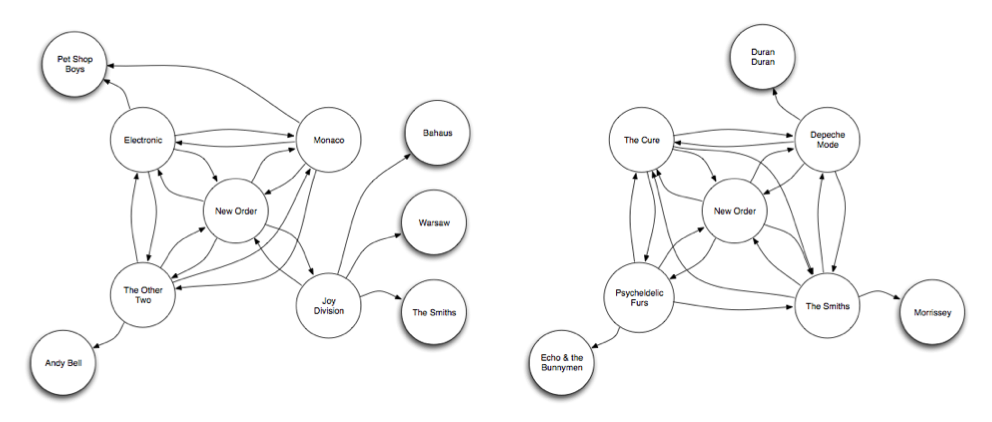 Pet Shop
Boys
Electronic
Monaco
Bahaus
New Order
Warsaw
The Other
Two
Joy
Division
The Smiths
Andy Bell
Duran
Duran
The Cure
Depeche
Mode
New Order
Psycheldelic
Furs
The Smiths
Morrissey
Echo & the
Bunnymen